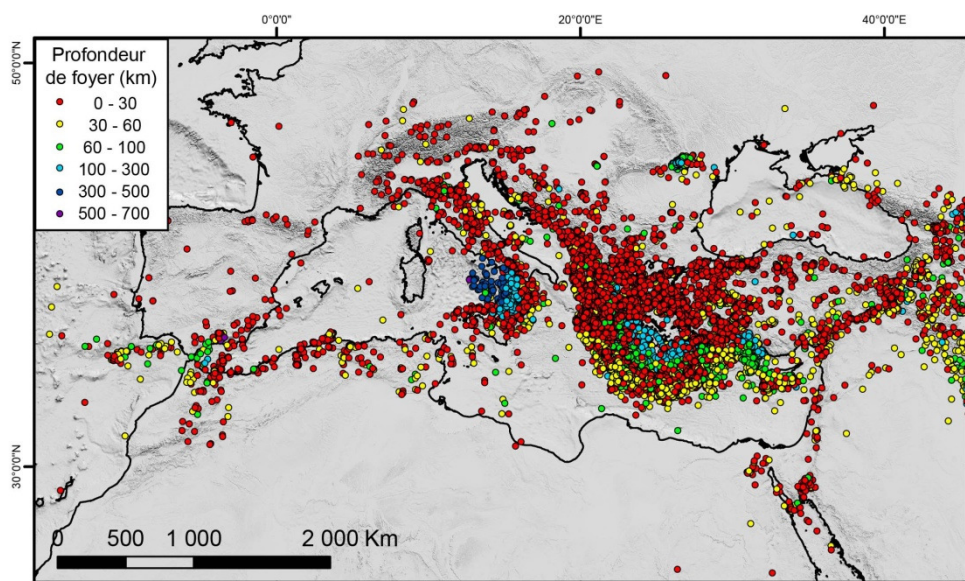 0°0'0"
20°0'0"E
40°0'0"E
50°0'0"N
Profondeur
de foyer (km)
0 - 30
30 - 60
60 - 100
100 - 300
300 - 500
500 - 700
30°0'0"N
0 500 1 000 2 000 Km